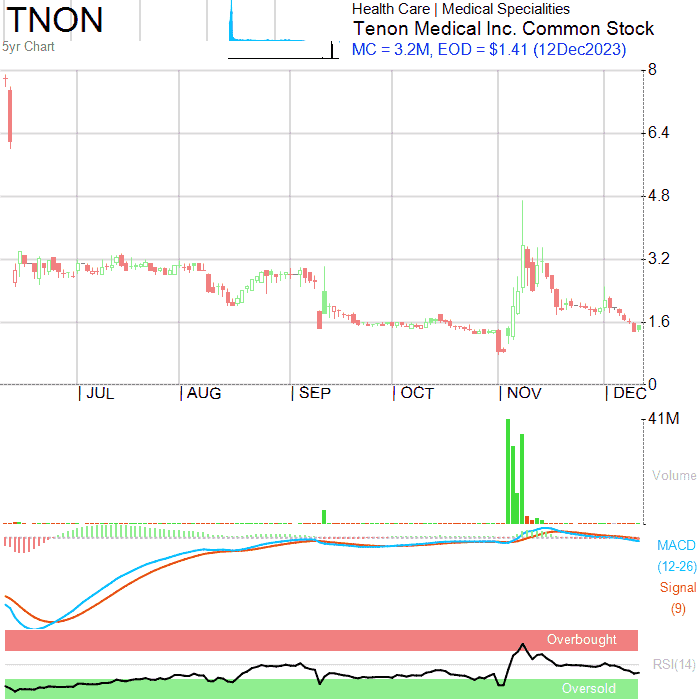 TNON
5yr Chart
Health Care | Medical Specialities
Tenon Medical Inc. Common Stock
MC = 3.2M, EOD = $1.41 (12Dec2023)
8
6.4
4.8
3.2
1.6
0
| JUL | AUG | SEP | OCT | NOV | DEC
41M
Volume
MACD
(12-26)
Signal
(9)
Overbought
RSI(14)
Oversold